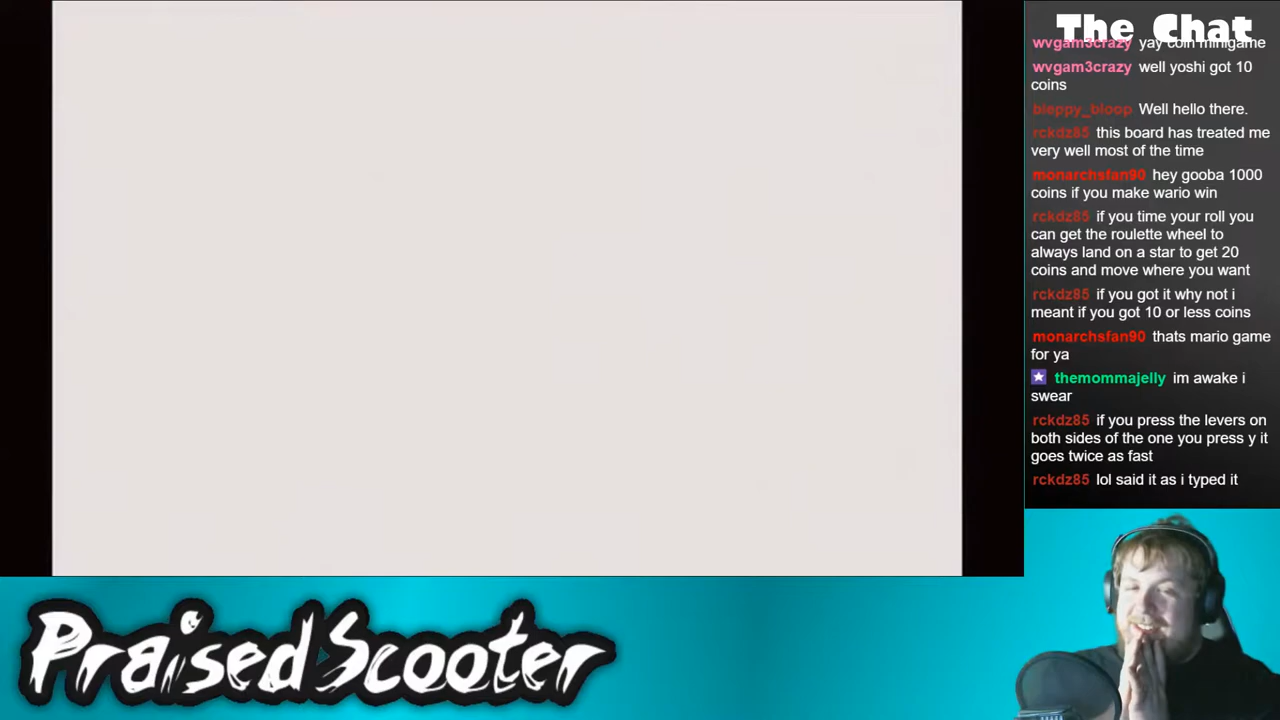 The Chat
wvgam3crazy yay coin minigame
wvgam3crazy well yoshi got 10
coins
bleppy_bloop Well hello there.
rckdz85 this board has treated me
very well most of the time
monarchsfan90 hey gooba 1000
coins if you make wario win
rckdz85 if you time your roll you
can get the roulette wheel to
always land on a star to get 20
coins and move where you want
rckdz85 if you got it why not i
meant if you got 10 or less coins
monarchsfan90 thats mario game
for ya
themommajelly im awake i
swear
rckdz85 if you press the levers on
both sides of the one you press y it
goes twice as fast
rckdz85 lol said it as i typed it
PraisedScooter